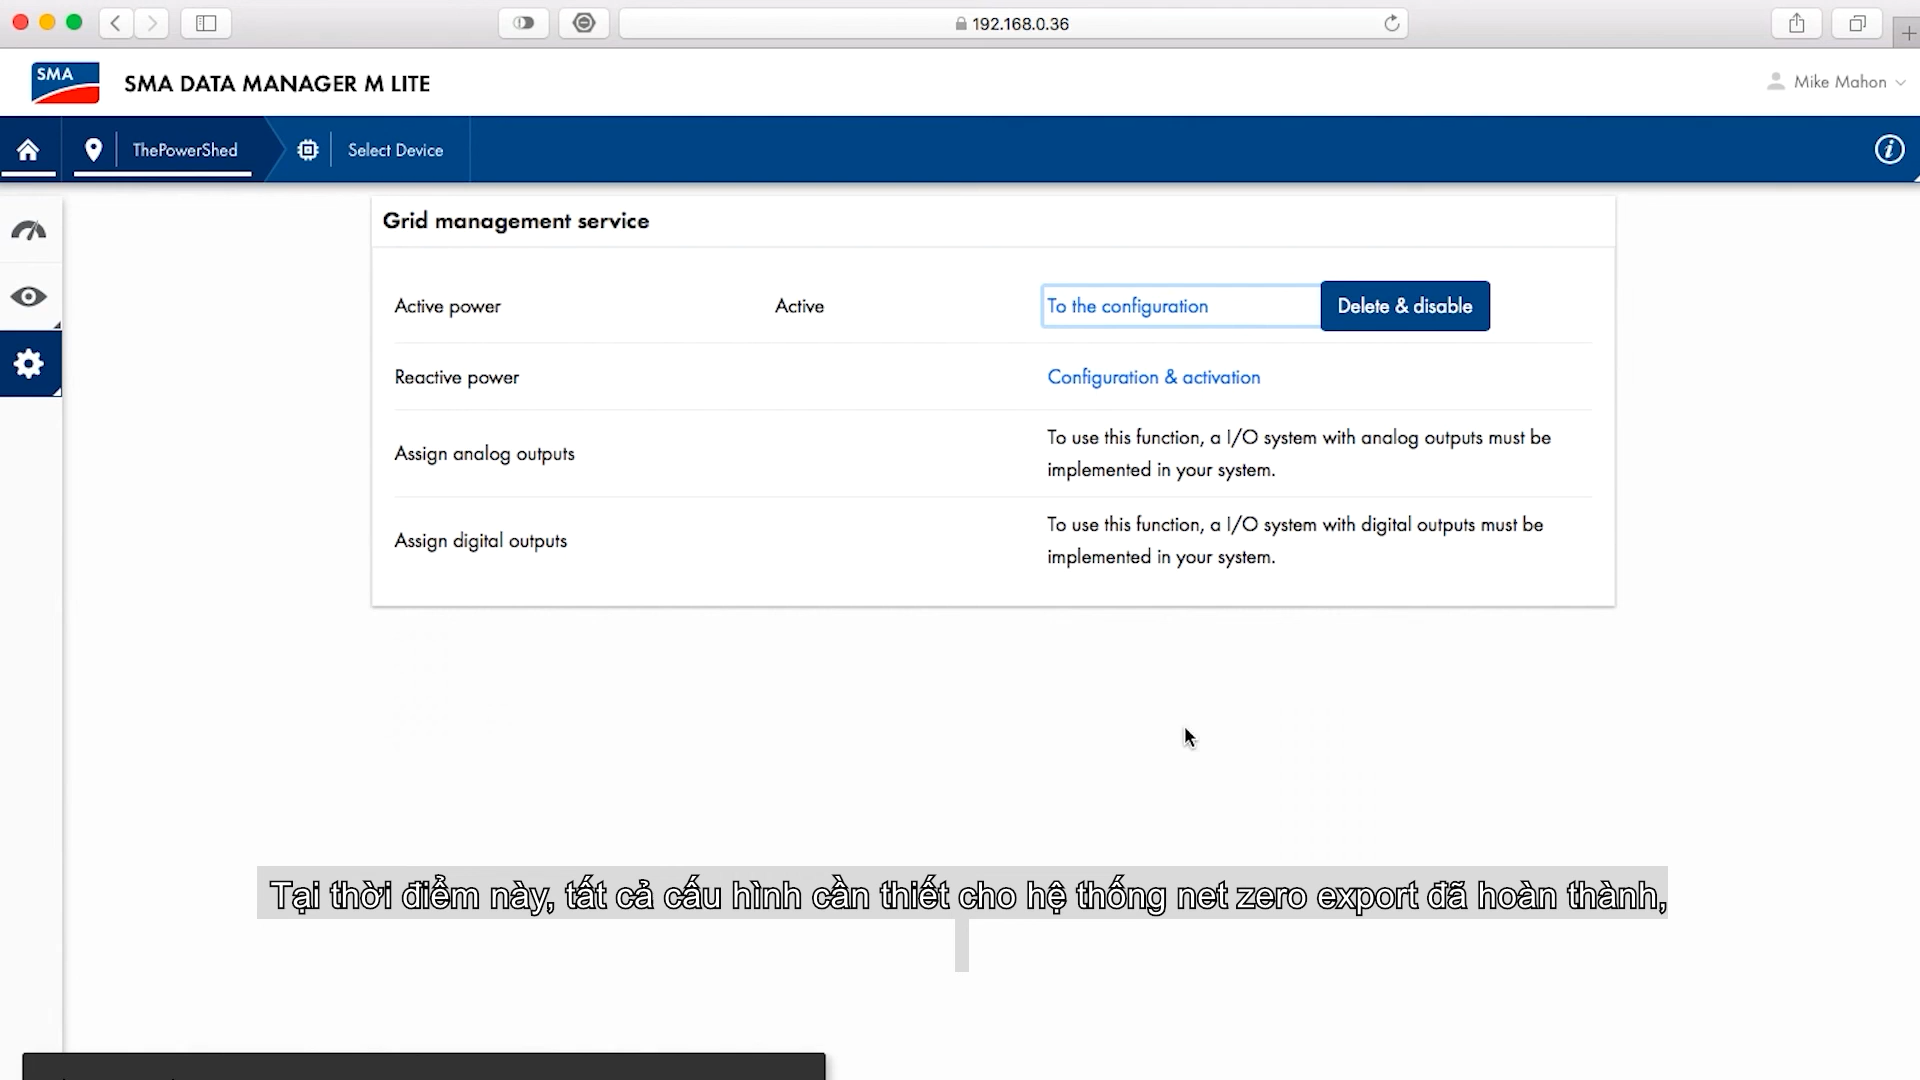 192.168.0.36
SMA
SMA DATA MANAGER M LITE
Mike Mahon
ThePowerShed
Select Device
Grid management service
Active power
Active
To the configuration
Delete & disable
Reactive power
Configuration & activation
Assign analog outputs
To use this function, a I/O system with analog outputs must be
implemented in your system.
Assign digital outputs
To use this function, a I/O system with digital outputs must be
implemented in your system.
Tại thời điểm này, tất cả cấu hình cần thiết cho hệ thống net zero export đã hoàn thành,